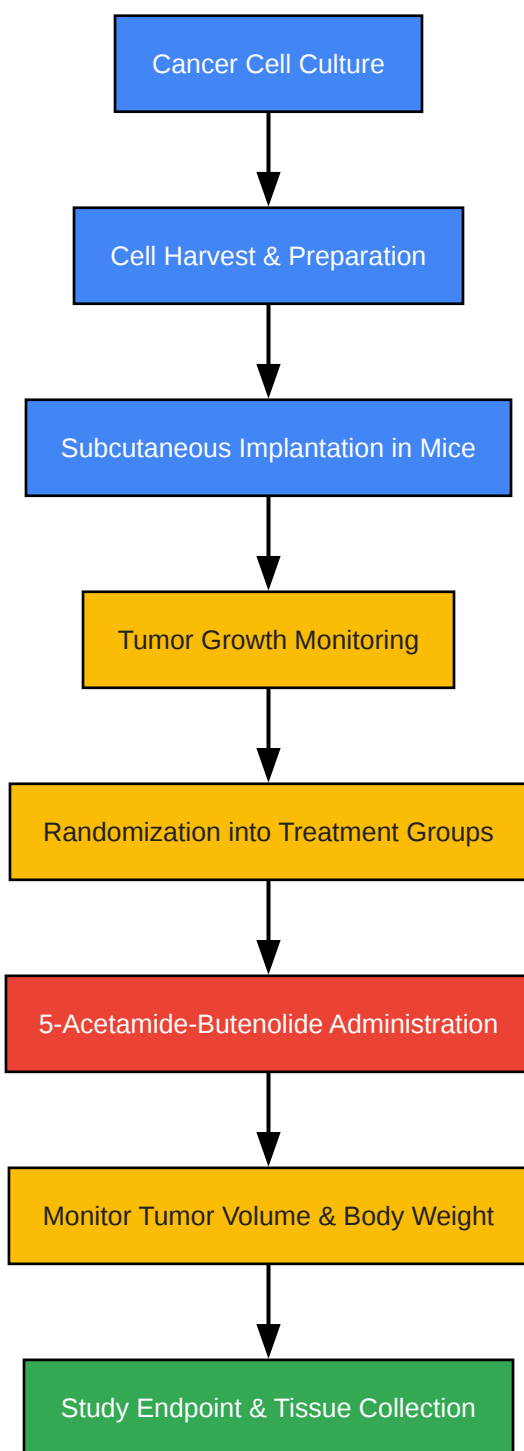 Cancer Cell Culture
Cell Harvest & Preparation
Subcutaneous Implantation in Mice
Tumor Growth Monitoring
Randomization into Treatment Groups
5-Acetamide-Butenolide Administration
Monitor Tumor Volume & Body Weight
Study Endpoint & Tissue Collection